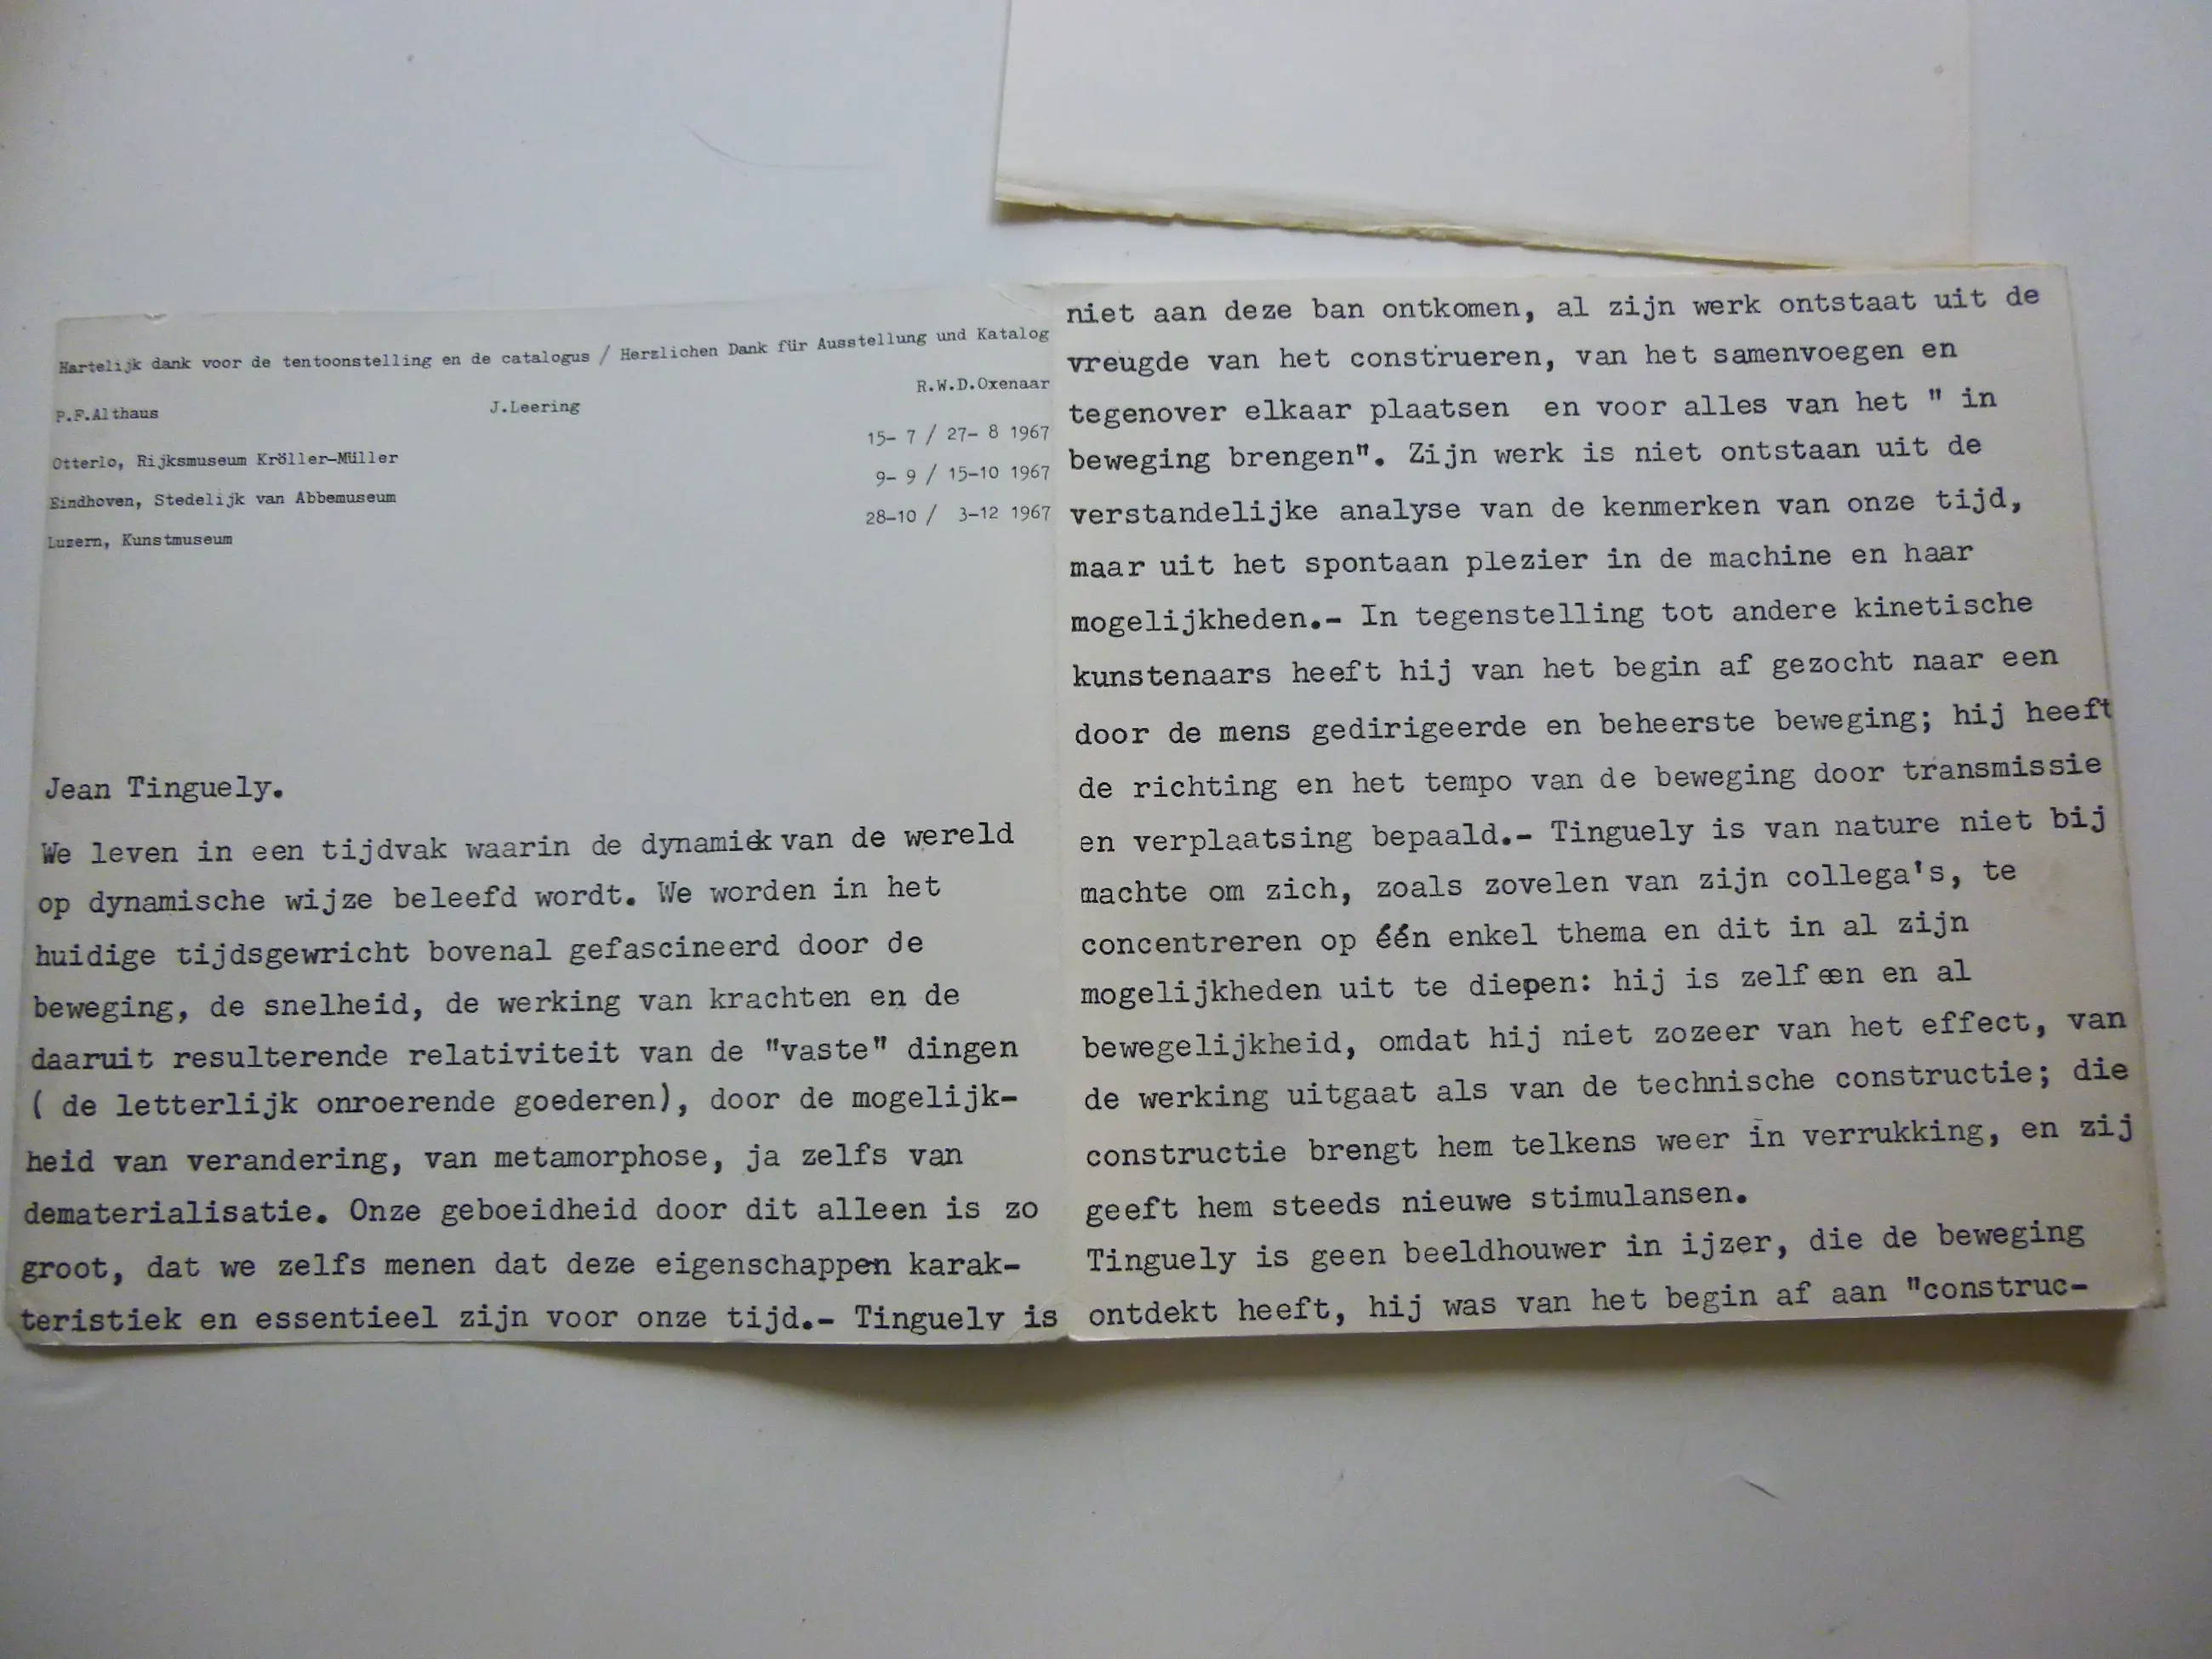 Hartelijk dank voor de tentoonstelling en de catalogus / Herzlichen Dank für Ausstellung und Katalog
P.F.Althaus J.Leering R.W.D.Oxenaar
Otterlo, Rijksmuseum Kröller-Müller 15- 7 / 27- 8 1967
Eindhoven, Stedelijk van Abbemuseum 9- 9 / 15-10 1967
Luzern, Kunstmuseum 28-10 / 3-12 1967
Jean Tinguely.
We leven in een tijdvak waarin de dynamiek van de wereld
op dynamische wijze beleefd wordt. We worden in het
huidige tijdsgewricht bovenal gefascineerd door de
beweging, de snelheid, de werking van krachten en de
daaruit resulterende relativiteit van de "vaste" dingen
( de letterlijk onroerende goederen), door de mogelijk-
heid van verandering, van metamorphose, ja zelfs van
dematerialisatie. Onze geboeidheid door dit alleen is zo
groot, dat we zelfs menen dat deze eigenschappen karak-
teristiek en essentieel zijn voor onze tijd.- Tinguely is
niet aan deze ban ontkomen, al zijn werk ontstaat uit de
vreugde van het construeren, van het samenvoegen en
tegenover elkaar plaatsen en voor alles van het " in
beweging brengen". Zijn werk is niet ontstaan uit de
verstandelijke analyse van de kenmerken van onze tijd,
maar uit het spontaan plezier in de machine en haar
mogelijkheden.- In tegenstelling tot andere kinetische
kunstenaars heeft hij van het begin af gezocht naar een
door de mens gedirigeerde en beheerste beweging; hij heeft
de richting en het tempo van de beweging door transmissie
en verplaatsing bepaald.- Tinguely is van nature niet bij
machte om zich, zoals zovelen van zijn collega's, te
concentreren op één enkel thema en dit in al zijn
mogelijkheden uit te diepen: hij is zelf een en al
bewegelijkheid, omdat hij niet zozeer van het effect, van
de werking uitgaat als van de technische constructie; die
constructie brengt hem telkens weer in verrukking, en zij
geeft hem steeds nieuwe stimulansen.
Tinguely is geen beeldhouwer in ijzer, die de beweging
ontdekt heeft, hij was van het begin af aan "construc-